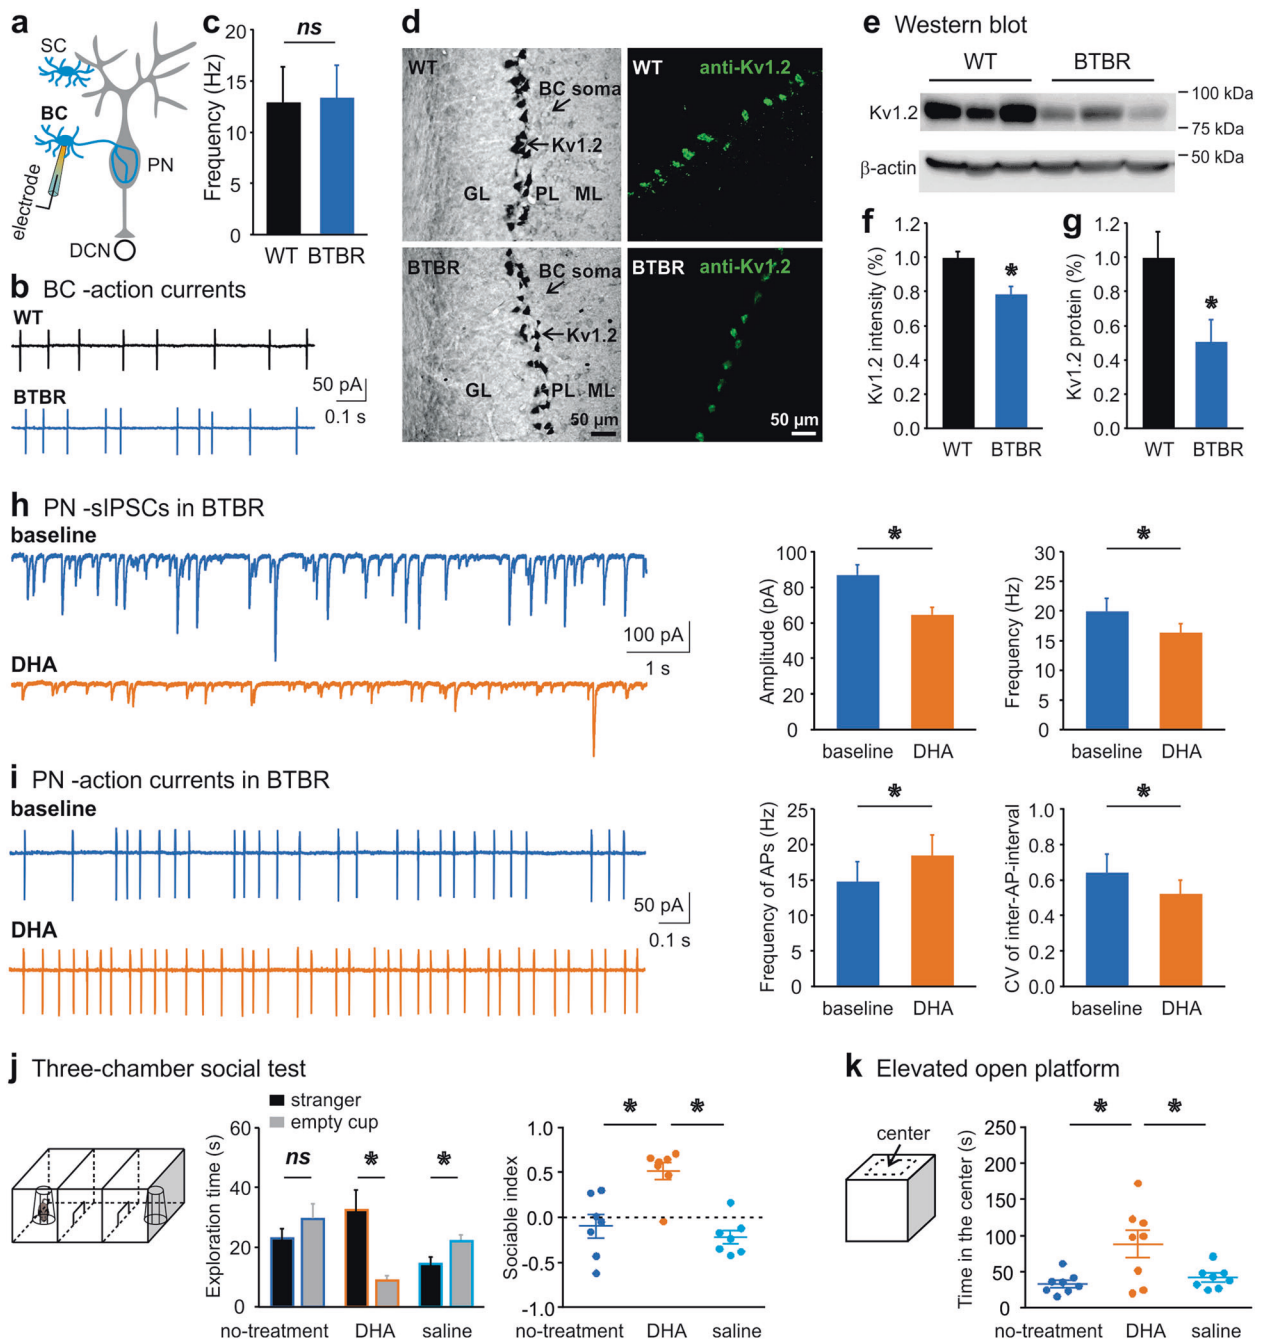 a
SC
BC
PN
electrode
DCN
c
Frequency (Hz)
20
15
10
5
0
ns
WT BTBR
b BC -action currents
WT
BTBR
50 pA
0.1 s
d
WT
BC soma
Kv1.2
GL PL ML
WT anti-Kv1.2
BTBR
BC soma
Kv1.2
GL PL ML
50 µm
BTBR anti-Kv1.2
50 µm
e Western blot
WT BTBR
Kv1.2
β-actin
100 kDa
75 kDa
50 kDa
f
Kv1.2 intensity (%)
1.2
1.0
0.8
0.6
0.4
0.2
0.0
*
WT BTBR
g
Kv1.2 protein (%)
1.2
1.0
0.8
0.6
0.4
0.2
0.0
*
WT BTBR
h PN -sIPSCs in BTBR
baseline
DHA
100 pA
1 s
Amplitude (pA)
100
80
60
40
20
0
*
baseline DHA
Frequency (Hz)
30
25
20
15
10
5
0
*
baseline DHA
i PN -action currents in BTBR
baseline
DHA
50 pA
0.1 s
Frequency of APs (Hz)
25
20
15
10
5
0
*
baseline DHA
CV of inter-AP-interval
1.0
0.8
0.6
0.4
0.2
0.0
*
baseline DHA
j Three-chamber social test
stranger
empty cup
Exploration time (s)
60
40
20
0
ns * *
no-treatment DHA saline
Sociable index
1.0
0.5
0.0
-0.5
-1.0
* *
no-treatment DHA saline
k Elevated open platform
center
Time in the center (s)
250
200
150
100
50
0
* *
no-treatment DHA saline